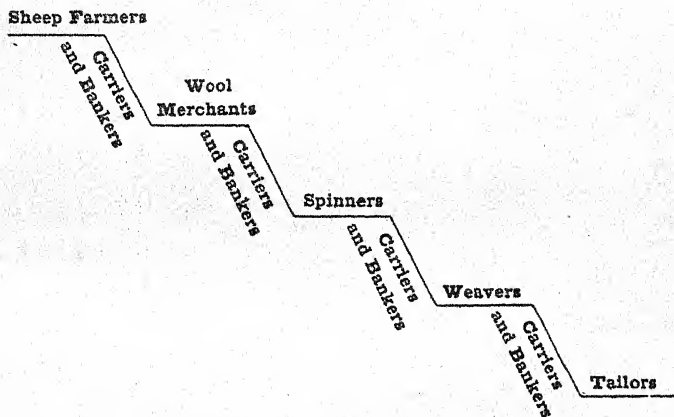 Sheep Farmers
Carriers
and Bankers
Wool
Merchants
Carriers
and Bankers
Spinners
Carriers
and Bankers
Weavers
Carriers
and Bankers
Tailors